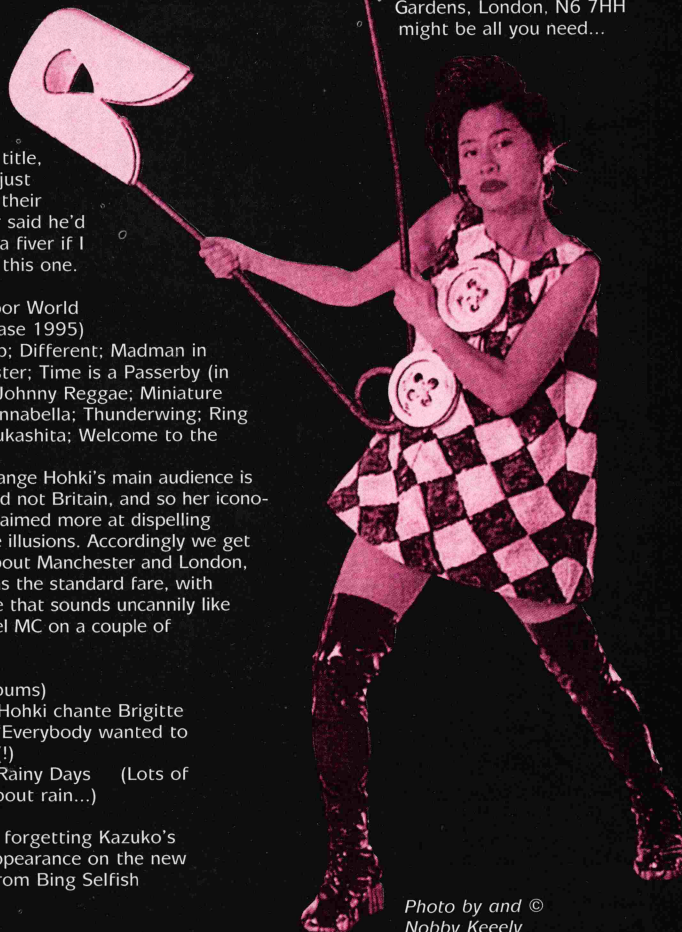 Gardens, London, N6 7HH
might be all you need...
title,
just
their
said he'd
a fiver if I
this one.
oor World
ase 1995)
Different; Madman in
ster; Time is a Passerby (in
Johnny Reggae; Miniature
nnabella; Thunderwing; Ring
ukashita; Welcome to the
ange Hohki's main audience is
d not Britain, and so her icono-
aimed more at dispelling
illusions. Accordingly we get
bout Manchester and London,
s the standard fare, with
e that sounds uncannily like
el MC on a couple of
bums)
Hohki chante Brigitte
Everybody wanted to
(!)
Rainy Days (Lots of
bout rain...)
forgetting Kazuko's
ppearance on the new
rom Bing Selfish
Photo by and ©
Nobby Keeely